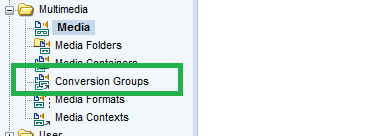 Multimedia
Media
Media Folders
Media Containers
Conversion Groups
Media Formats
Media Contexts
User